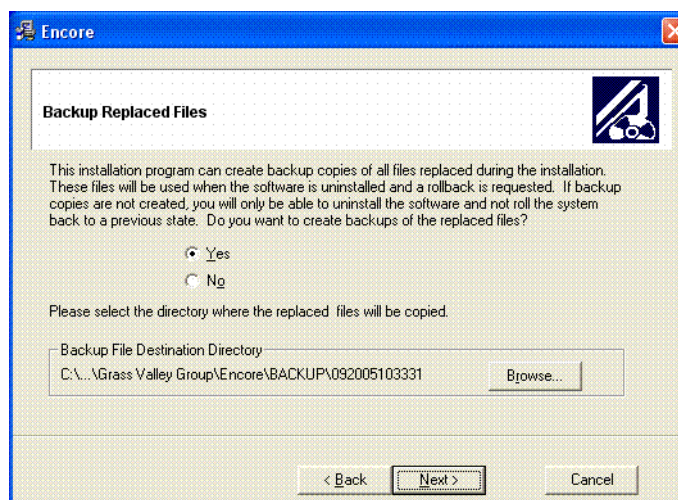 Encore
Backup Replaced Files
This installation program can create backup copies of all files replaced during the installation.
These files will be used when the software is uninstalled and a rollback is requested. If backup
copies are not created, you will only be able to uninstall the software and not roll the system
back to a previous state. Do you want to create backups of the replaced files?
Yes
No
Please select the directory where the replaced files will be copied.
Backup File Destination Directory
C:\...\Grass Valley Group\Encore\BACKUP\092005103331 Browse...
< Back Next > Cancel